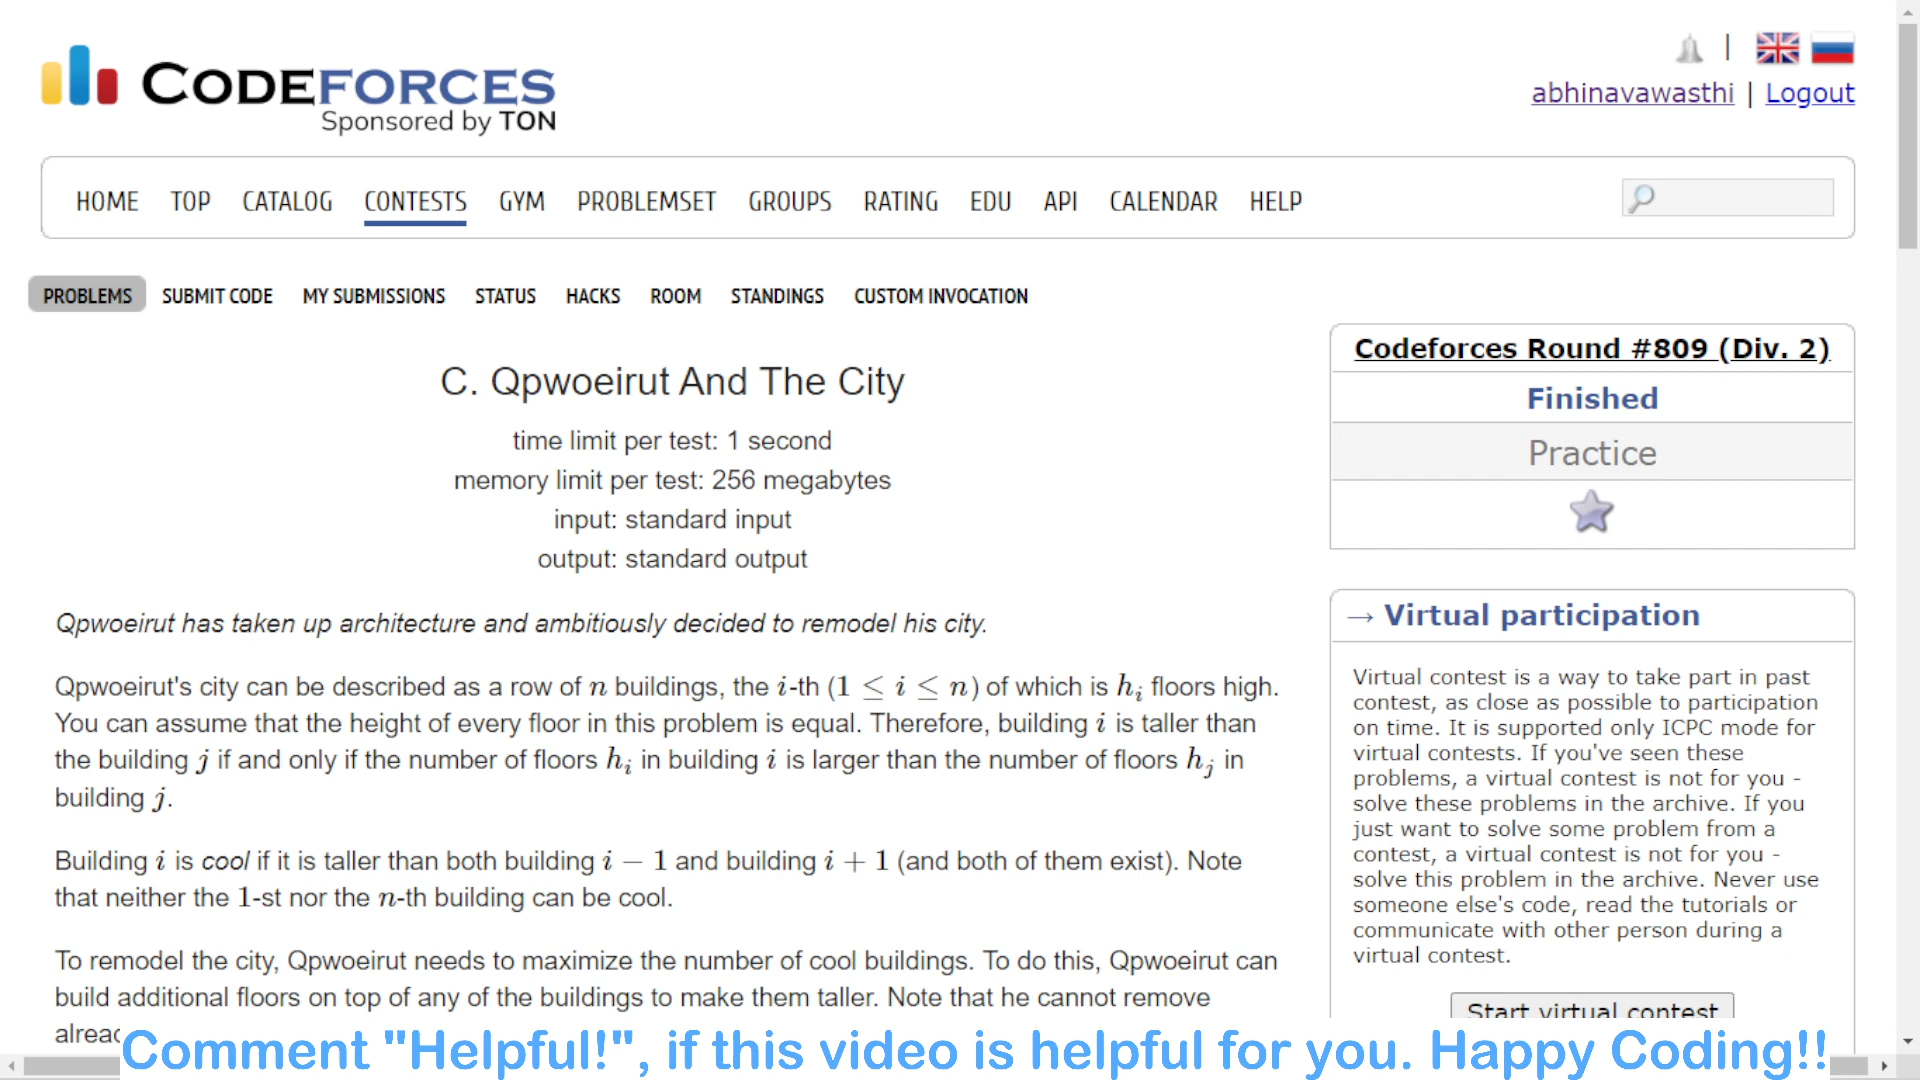 CODEFORCES
Sponsored by TON
|
abhinavawasthi | Logout
HOME TOP CATALOG CONTESTS GYM PROBLEMSET GROUPS RATING EDU API CALENDAR HELP
PROBLEMS SUBMIT CODE MY SUBMISSIONS STATUS HACKS ROOM STANDINGS CUSTOM INVOCATION
C. Qpwoeirut And The City
time limit per test: 1 second
memory limit per test: 256 megabytes
input: standard input
output: standard output
Qpwoeirut has taken up architecture and ambitiously decided to remodel his city.
Qpwoeirut's city can be described as a row of n buildings, the i-th (1 ≤ i ≤ n) of which is h_i floors high.
You can assume that the height of every floor in this problem is equal. Therefore, building i is taller than
the building j if and only if the number of floors h_i in building i is larger than the number of floors h_j in
building j.
Building i is cool if it is taller than both building i − 1 and building i + 1 (and both of them exist). Note
that neither the 1-st nor the n-th building can be cool.
To remodel the city, Qpwoeirut needs to maximize the number of cool buildings. To do this, Qpwoeirut can
build additional floors on top of any of the buildings to make them taller. Note that he cannot remove
Codeforces Round #809 (Div. 2)
Finished
Practice
→ Virtual participation
Virtual contest is a way to take part in past
contest, as close as possible to participation
on time. It is supported only ICPC mode for
virtual contests. If you've seen these
problems, a virtual contest is not for you -
solve these problems in the archive. If you
just want to solve some problem from a
contest, a virtual contest is not for you -
solve this problem in the archive. Never use
someone else's code, read the tutorials or
communicate with other person during a
virtual contest.
Start virtual contest
Comment "Helpful!", if this video is helpful for you. Happy Coding!!